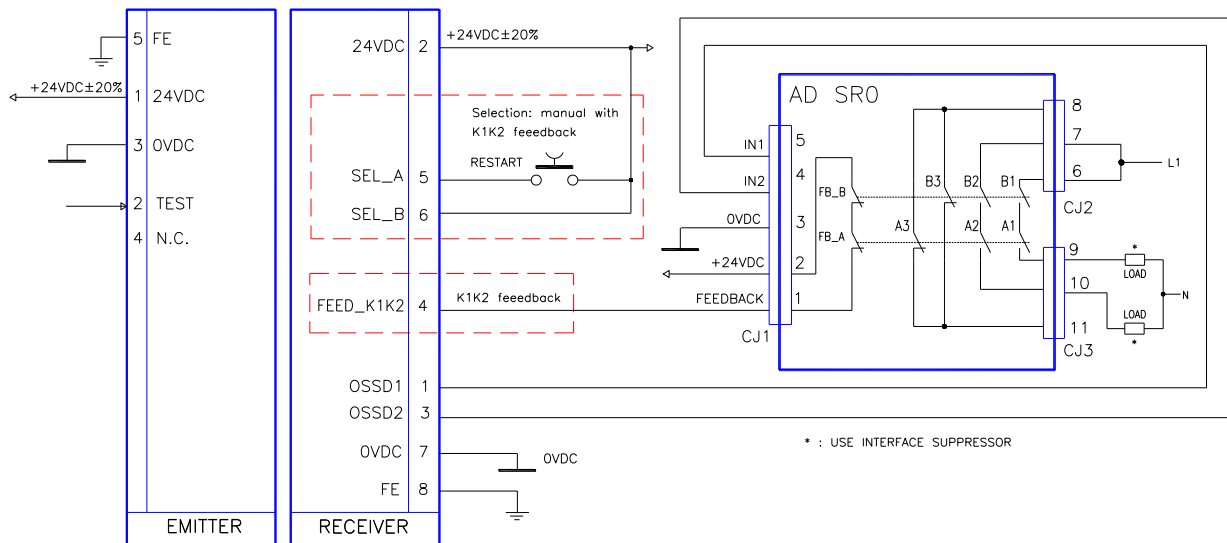 5 FE
+24VDC±20%
1 24VDC
3 0VDC
2 TEST
4 N.C.
EMITTER
24VDC 2
+24VDC±20%
Selection: manual with
K1K2 feeedback
RESTART
SEL_A 5
SEL_B 6
FEED_K1K2 4
K1K2 feeedback
OSSD1 1
OSSD2 3
0VDC 7
0VDC
FE 8
RECEIVER
AD SR0
IN1 5
IN2 4
0VDC 3
+24VDC 2
FEEDBACK 1
CJ1
FB_B
FB_A
B3 B2 B1
A3 A2 A1
8
7
6
CJ2
L1
9
10
11
CJ3
*
LOAD
N
LOAD
*
* : USE INTERFACE SUPPRESSOR